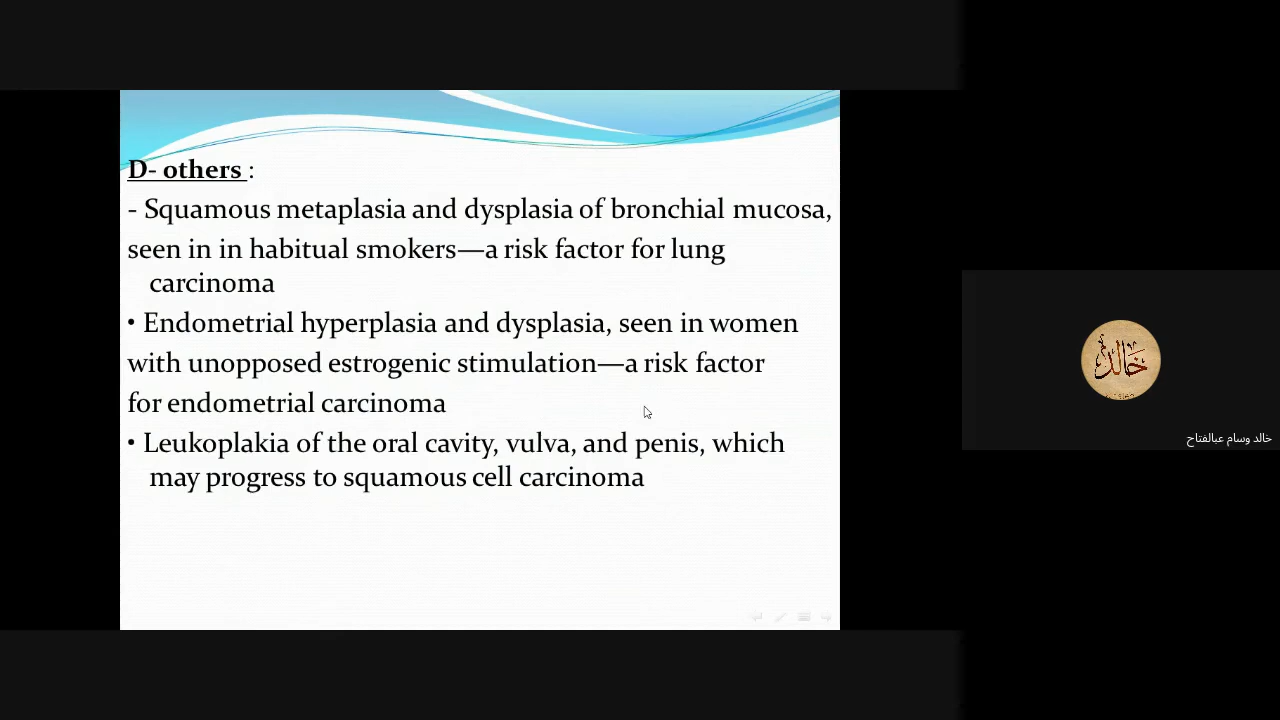 D- others :
- Squamous metaplasia and dysplasia of bronchial mucosa,
seen in in habitual smokers—a risk factor for lung
carcinoma
• Endometrial hyperplasia and dysplasia, seen in women
with unopposed estrogenic stimulation—a risk factor
for endometrial carcinoma
• Leukoplakia of the oral cavity, vulva, and penis, which
may progress to squamous cell carcinoma
خالد
خالد وسام عبالفتاح